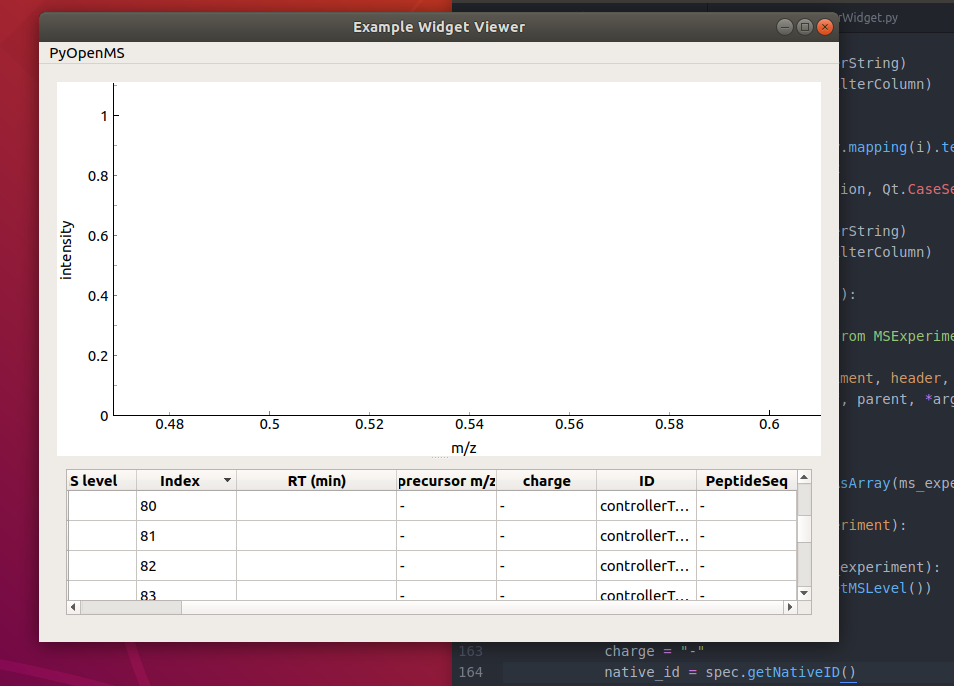 Example Widget Viewer
rWidget.py
PyOpenMS
rString)
lterColumn)
1
.mapping(i).te
0.8
ion, Qt.CaseSe
0.6
rString)
lterColumn)
intensity
0.4
):
rom MSExperime
0.2
ment, header,
, parent, *arg
0
0.48 0.5 0.52 0.54 0.56 0.58 0.6
m/z
S level Index RT (min) precursor m/z charge ID PeptideSeq
sArray(ms_expe
80 - - controllerT... -
riment):
81 - - controllerT... -
82 - - controllerT... -
experiment):
tMSLevel())
83 - - controllerT... -
163 charge = "-"
164 native_id = spec.getNativeID()